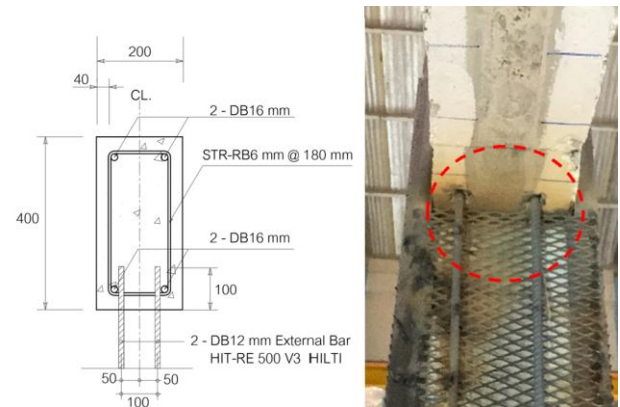 200
40
CL.
2 - DB16 mm
STR-RB6 mm @ 180 mm
400
2 - DB16 mm
100
2 - DB12 mm External Bar
HIT-RE 500 V3 HILTI
50
50
100